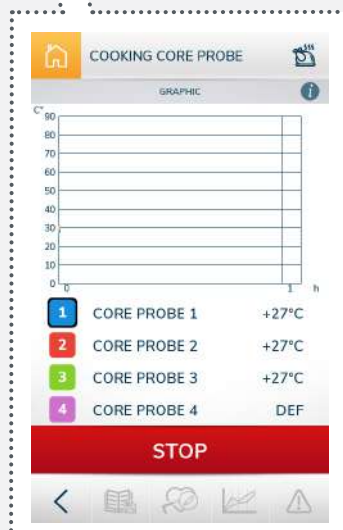 COOKING CORE PROBE
GRAPHIC i
C°
90
80
70
60
50
40
30
20
10
0
0 1 h
1 CORE PROBE 1 +27°C
2 CORE PROBE 2 +27°C
3 CORE PROBE 3 +27°C
4 CORE PROBE 4 DEF
STOP